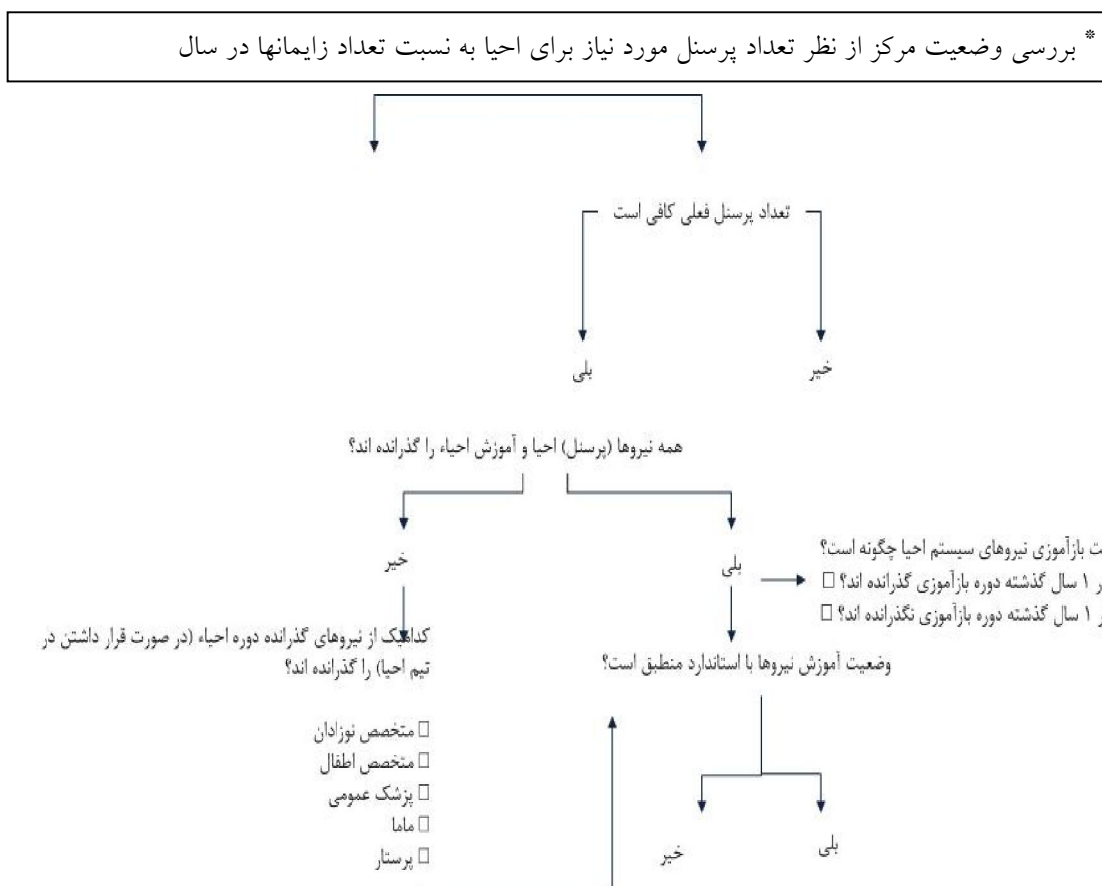 * بررسی وضعیت مرکز از نظر تعداد پرسنل مورد نیاز برای احیا به نسبت تعداد زایمانها در سال
تعداد پرسنل فعلی کافی است
خیر
بلی
همه نیروها (پرسنل) احیا و آموزش احیاء را گذرانده اند؟
بلی
خیر
بازآموزی نیروهای سیستم احیا چگونه است؟
۱ سال گذشته دوره بازآموزی گذرانده اند؟ □
۱ سال گذشته دوره بازآموزی نگذرانده اند؟ □
کدامیک از نیروهای گذرانده دوره احیاء (در صورت قرار داشتن در
تیم احیا) را گذرانده اند؟
□ متخصص نوزادان
□ متخصص اطفال
□ پزشک عمومی
□ ماما
□ پرستار
وضعیت آموزش نیروها با استاندارد منطبق است؟
بلی
خیر